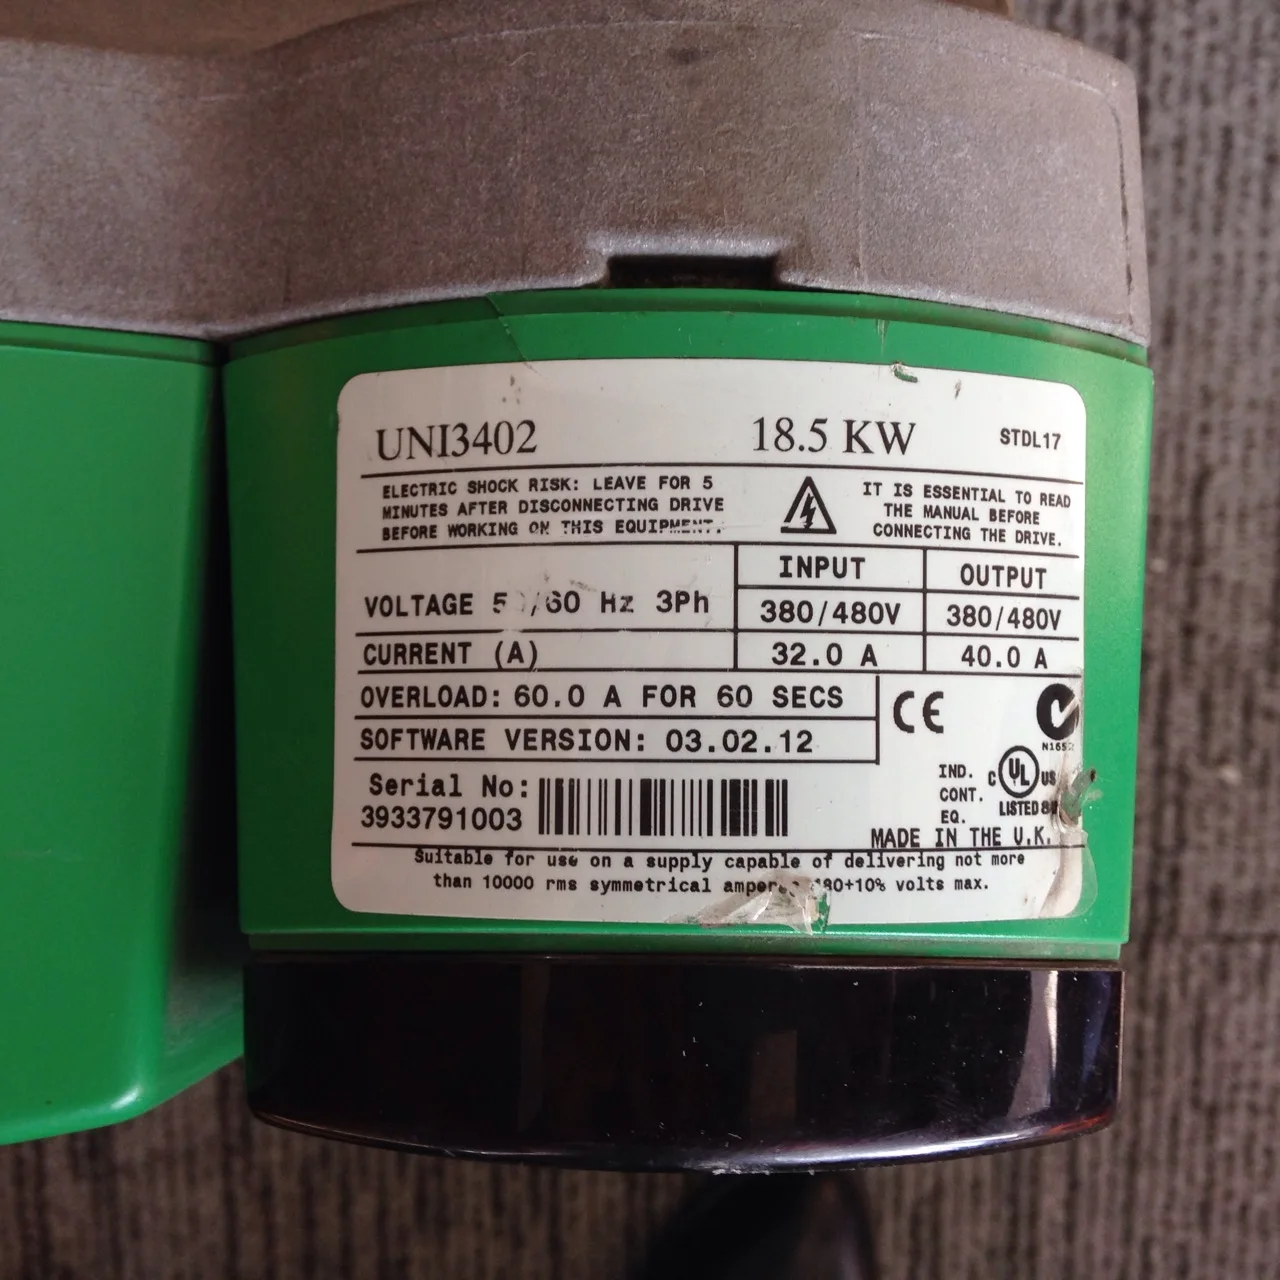 UNI3402 18.5 KW STDL17
ELECTRIC SHOCK RISK: LEAVE FOR 5
MINUTES AFTER DISCONNECTING DRIVE
BEFORE WORKING ON THIS EQUIPMENT.
IT IS ESSENTIAL TO READ
THE MANUAL BEFORE
CONNECTING THE DRIVE.
INPUT OUTPUT
VOLTAGE 50/60 Hz 3Ph 380/480V 380/480V
CURRENT (A) 32.0 A 40.0 A
OVERLOAD: 60.0 A FOR 60 SECS
SOFTWARE VERSION: 03.02.12
CE
Serial No:
3933791003
IND.
CONT.
EQ.
C UL US
LISTED
MADE IN THE U.K.
Suitable for use on a supply capable of delivering not more
than 10000 rms symmetrical 480+10% volts max.